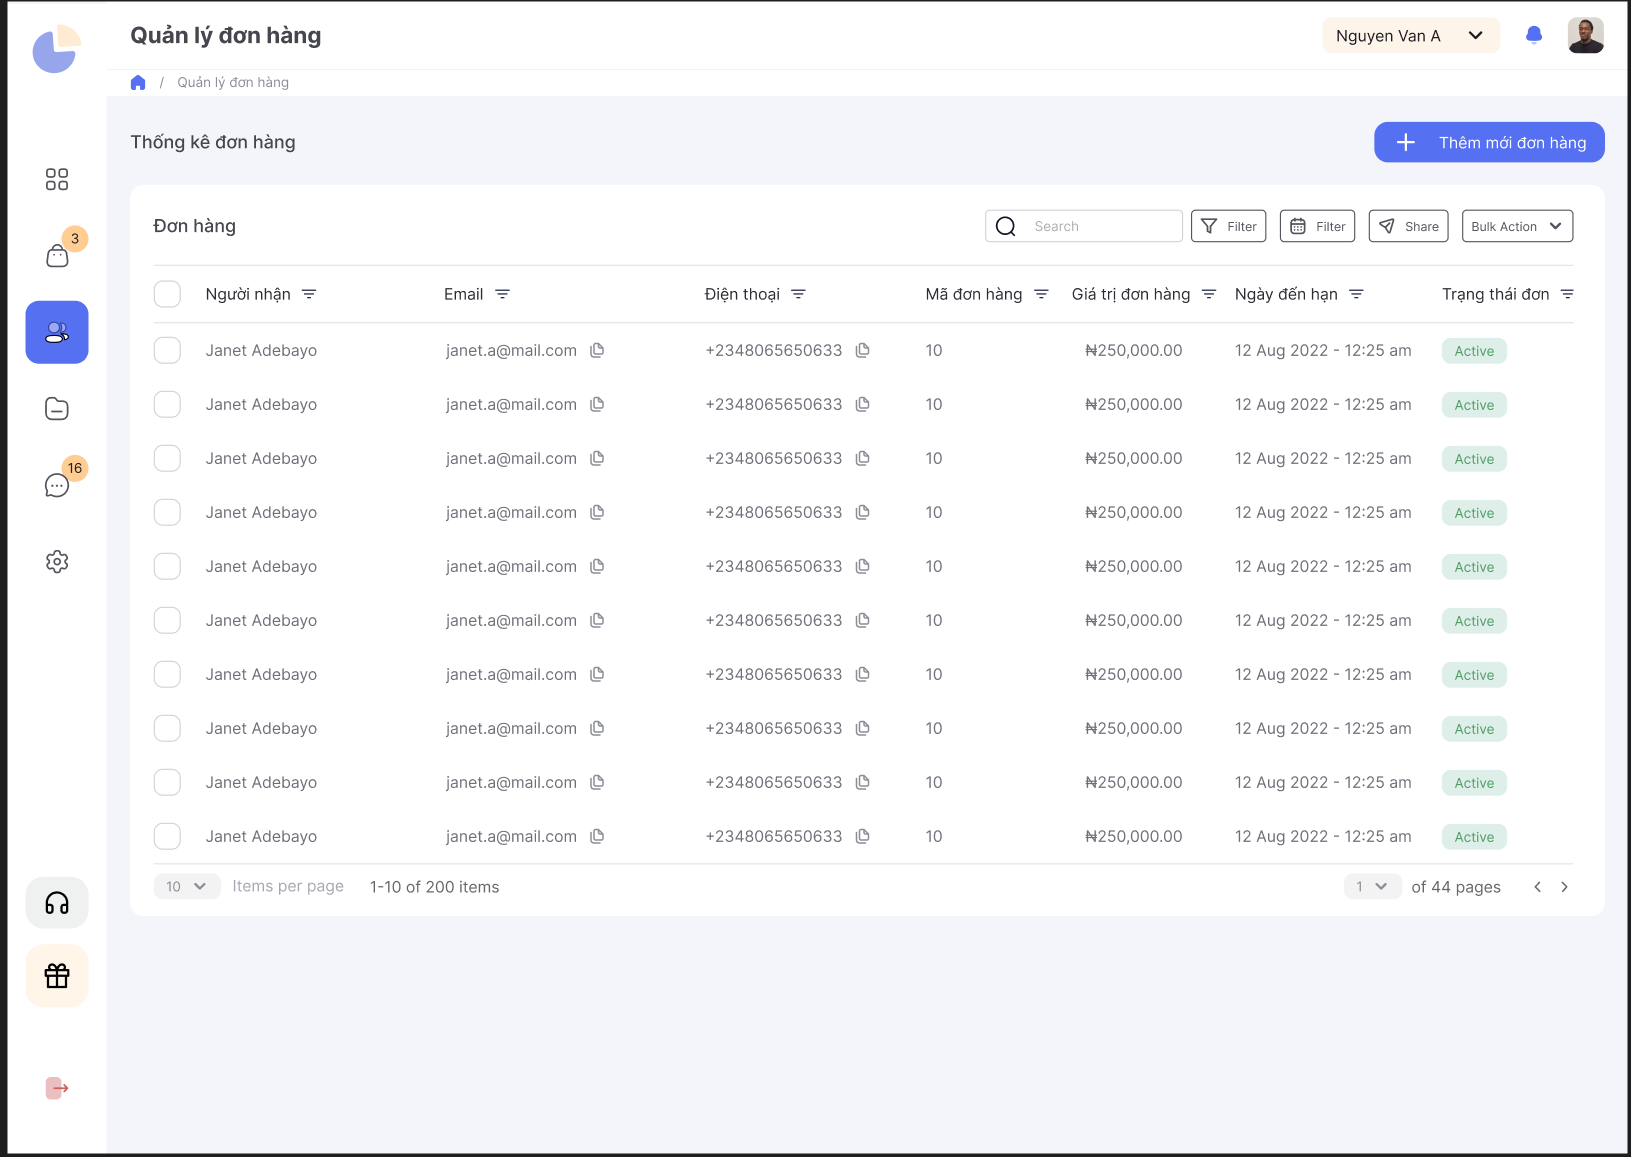 Quản lý đơn hàng
Nguyen Van A
/ Quản lý đơn hàng
3
16
Thống kê đơn hàng
Thêm mới đơn hàng
Đơn hàng
Search
Filter
Filter
Share
Bulk Action
Người nhận Email Điện thoại Mã đơn hàng Giá trị đơn hàng Ngày đến hạn Trạng thái đơn
Janet Adebayo janet.a@mail.com +2348065650633 10 ₦250,000.00 12 Aug 2022 - 12:25 am Active
Janet Adebayo janet.a@mail.com +2348065650633 10 ₦250,000.00 12 Aug 2022 - 12:25 am Active
Janet Adebayo janet.a@mail.com +2348065650633 10 ₦250,000.00 12 Aug 2022 - 12:25 am Active
Janet Adebayo janet.a@mail.com +2348065650633 10 ₦250,000.00 12 Aug 2022 - 12:25 am Active
Janet Adebayo janet.a@mail.com +2348065650633 10 ₦250,000.00 12 Aug 2022 - 12:25 am Active
Janet Adebayo janet.a@mail.com +2348065650633 10 ₦250,000.00 12 Aug 2022 - 12:25 am Active
Janet Adebayo janet.a@mail.com +2348065650633 10 ₦250,000.00 12 Aug 2022 - 12:25 am Active
Janet Adebayo janet.a@mail.com +2348065650633 10 ₦250,000.00 12 Aug 2022 - 12:25 am Active
Janet Adebayo janet.a@mail.com +2348065650633 10 ₦250,000.00 12 Aug 2022 - 12:25 am Active
Janet Adebayo janet.a@mail.com +2348065650633 10 ₦250,000.00 12 Aug 2022 - 12:25 am Active
10 Items per page 1-10 of 200 items 1 of 44 pages